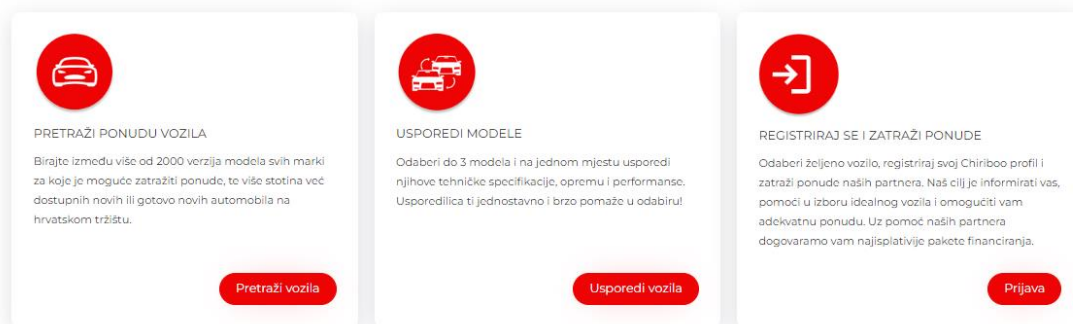 PRETRAŽI PONUDU VOZILA
Birajte između više od 2000 verzija modela svih marki
za koje je moguće zatražiti ponude, te više stotina već
dostupnih novih ili gotovo novih automobila na
hrvatskom tržištu.
Pretraži vozila
USPOREDI MODELE
Odaberi do 3 modela i na jednom mjestu usporedi
njihove tehničke specifikacije, opremu i performanse.
Usporedilica ti jednostavno i brzo pomaže u odabiru!
Usporedi vozila
REGISTRIRAJ SE I ZATRAŽI PONUDE
Odaberi željeno vozilo, registriraj svoj Chiriboo profil i
zatraži ponude naših partnera. Naš cilj je informirati vas,
pomoći u izboru idealnog vozila i omogućiti vam
adekvatnu ponudu. Uz pomoć naših partnera
dogovaramo vam najisplativije pakete financiranja.
Prijava